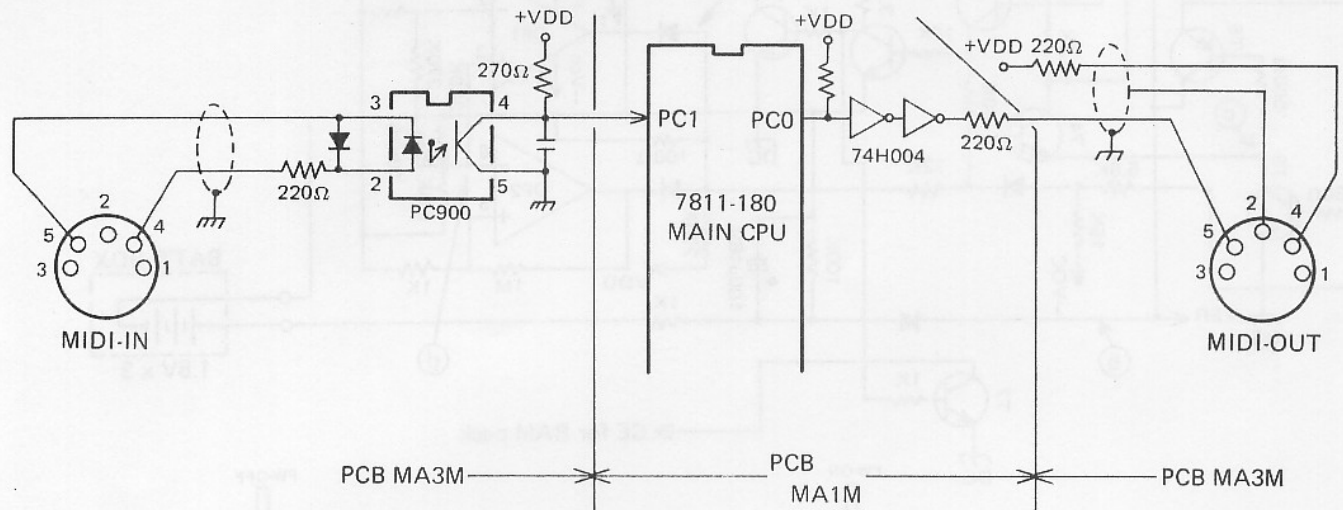 +VDD
270Ω
3
4
2
5
220Ω
PC900
5
2
4
3
1
MIDI-IN
PC1
PC0
7811-180
MAIN CPU
+VDD
74H004
220Ω
+VDD 220Ω
5
2
4
3
1
MIDI-OUT
PCB MA3M
PCB
MA1M
PCB MA3M